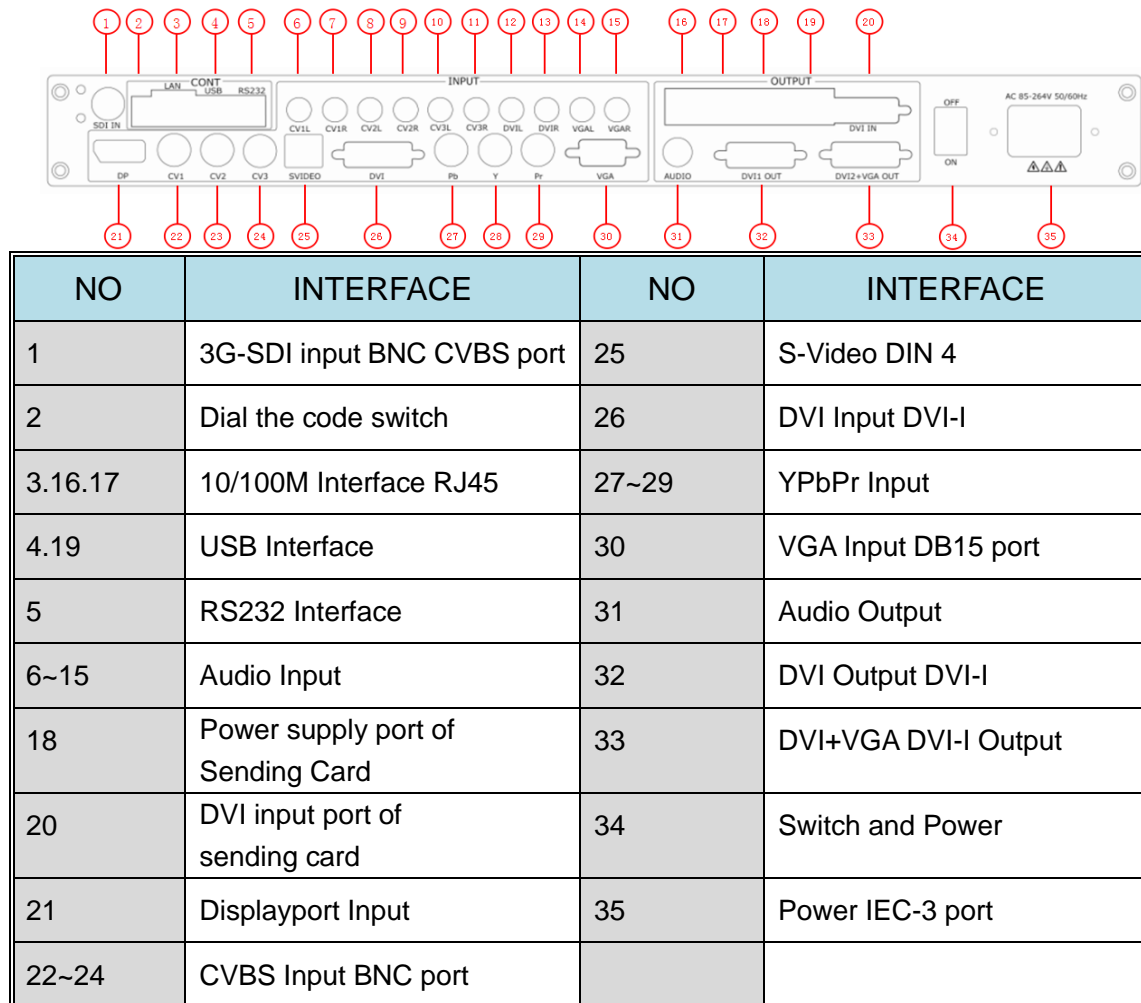 1 2 3 4 5 6 7 8 9 10 11 12 13 14 15 16 17 18 19 20
CONT INPUT OUTPUT
LAN USB RS232
AC 85-264V 50/60Hz
OFF
SDI IN CV1L CV1R CV2L CV2R CV3L CV3R DVIL DVIR VGAL VGAR DVI IN
ON
DP CV1 CV2 CV3 SVIDEO DVI Pb Y Pr VGA AUDIO DVI1 OUT DVI2+VGA OUT
21 22 23 24 25 26 27 28 29 30 31 32 33 34 35
NO INTERFACE NO INTERFACE
1 3G-SDI input BNC CVBS port 25 S-Video DIN 4
2 Dial the code switch 26 DVI Input DVI-I
3.16.17 10/100M Interface RJ45 27~29 YPbPr Input
4.19 USB Interface 30 VGA Input DB15 port
5 RS232 Interface 31 Audio Output
6~15 Audio Input 32 DVI Output DVI-I
18 Power supply port of
Sending Card 33 DVI+VGA DVI-I Output
20 DVI input port of
sending card 34 Switch and Power
21 Displayport Input 35 Power IEC-3 port
22~24 CVBS Input BNC port